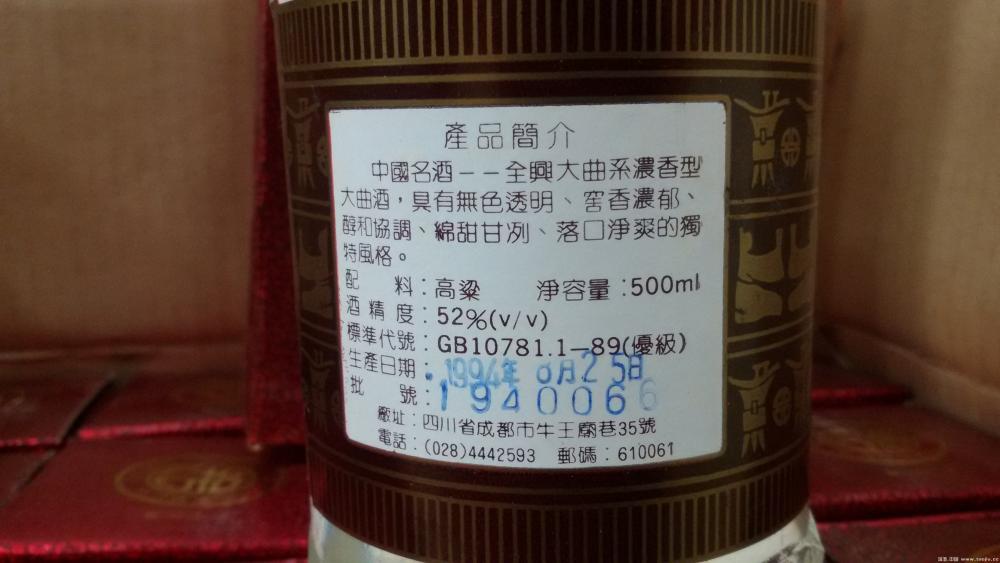 產品簡介
中國名酒——全興大曲系濃香型
大曲酒，具有無色透明、窖香濃郁、
醇和協調、綿甜甘冽、落口淨爽的獨
特風格。
配 料：高粱 淨容量：500ml
酒精度：52%(v/v)
標準代號：GB10781.1—89(優級)
生產日期：1994年8月25日
批 號：1940066
廠址：四川省成都市牛王廟巷35號
電話：(028)4442593 郵碼：610061